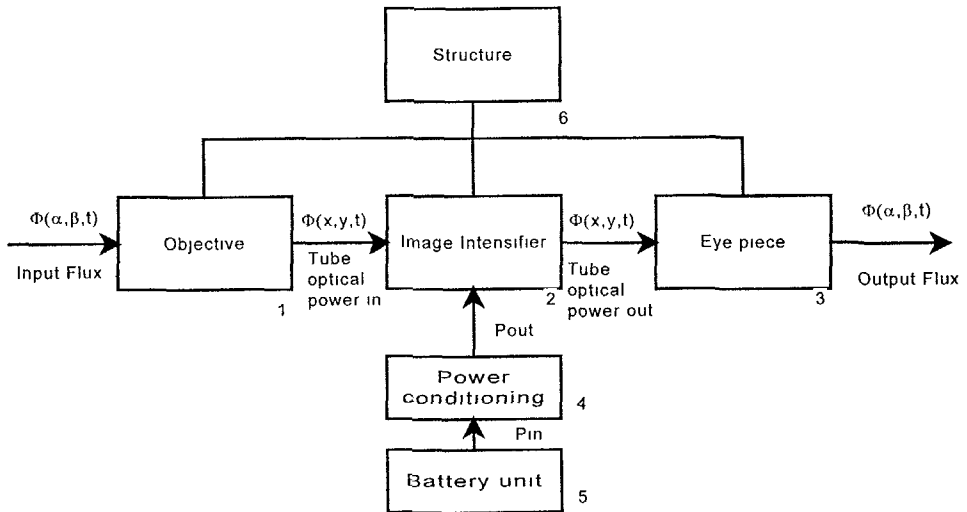 Structure
6
Φ(α,β,t)
Input Flux
Objective
1
Φ(x,y,t)
Tube
optical
power in
Image Intensifier
2
Φ(x,y,t)
Tube
optical
power out
Eye piece
3
Φ(α,β,t)
Output Flux
Pout
Power
conditioning
4
Pin
Battery unit
5